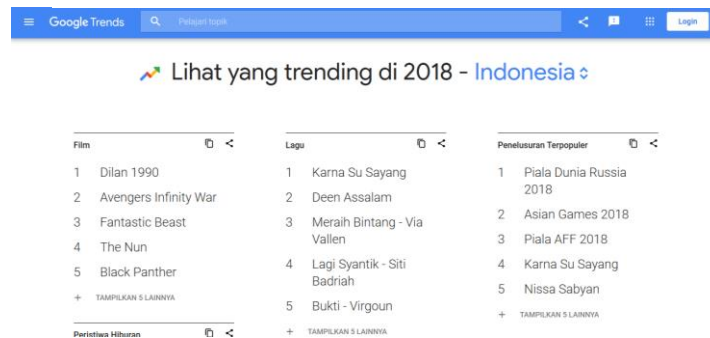 Google Trends
Pelajari topik
Login
Lihat yang trending di 2018 - Indonesia
Film
1 Dilan 1990
2 Avengers Infinity War
3 Fantastic Beast
4 The Nun
5 Black Panther
+ TAMPILKAN 5 LAINNYA
Peristiwa Hiburan
Lagu
1 Karna Su Sayang
2 Deen Assalam
3 Meraih Bintang - Via
Vallen
4 Lagi Syantik - Siti
Badriah
5 Bukti - Virgoun
+ TAMPILKAN 5 LAINNYA
Penelusuran Terpopuler
1 Piala Dunia Russia
2018
2 Asian Games 2018
3 Piala AFF 2018
4 Karna Su Sayang
5 Nissa Sabyan
+ TAMPILKAN 5 LAINNYA